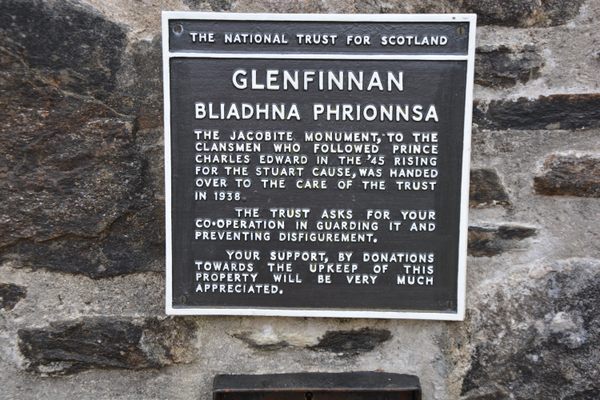 THE NATIONAL TRUST FOR SCOTLAND
GLENFINNAN
BLIADHNA PHRIONNSA
THE JACOBITE MONUMENT, TO THE
CLANSMEN WHO FOLLOWED PRINCE
CHARLES EDWARD IN THE '45 RISING
FOR THE STUART CAUSE, WAS HANDED
OVER TO THE CARE OF THE TRUST
IN 1938
THE TRUST ASKS FOR YOUR
CO-OPERATION IN GUARDING IT AND
PREVENTING DISFIGUREMENT.
YOUR SUPPORT, BY DONATIONS
TOWARDS THE UPKEEP OF THIS
PROPERTY WILL BE VERY MUCH
APPRECIATED.